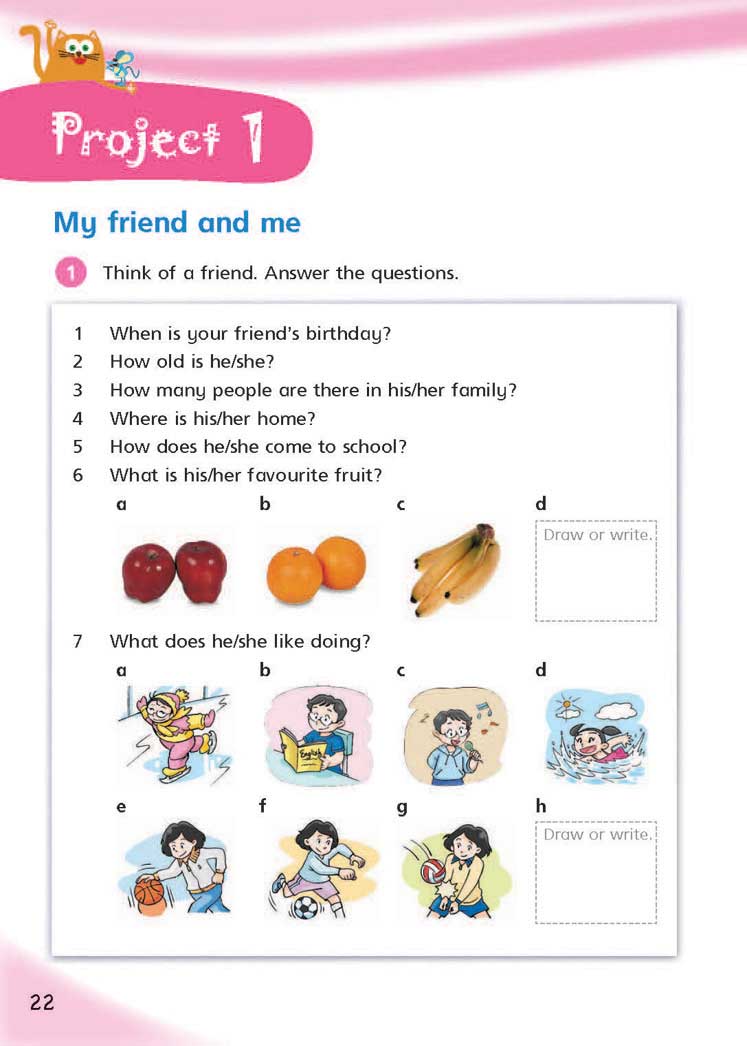 Project 1
My friend and me
1 Think of a friend. Answer the questions.
1 When is your friend's birthday?
2 How old is he/she?
3 How many people are there in his/her family?
4 Where is his/her home?
5 How does he/she come to school?
6 What is his/her favourite fruit?
a b c d
Draw or write.
7 What does he/she like doing?
a b c d
English
e f g h
Draw or write.
22